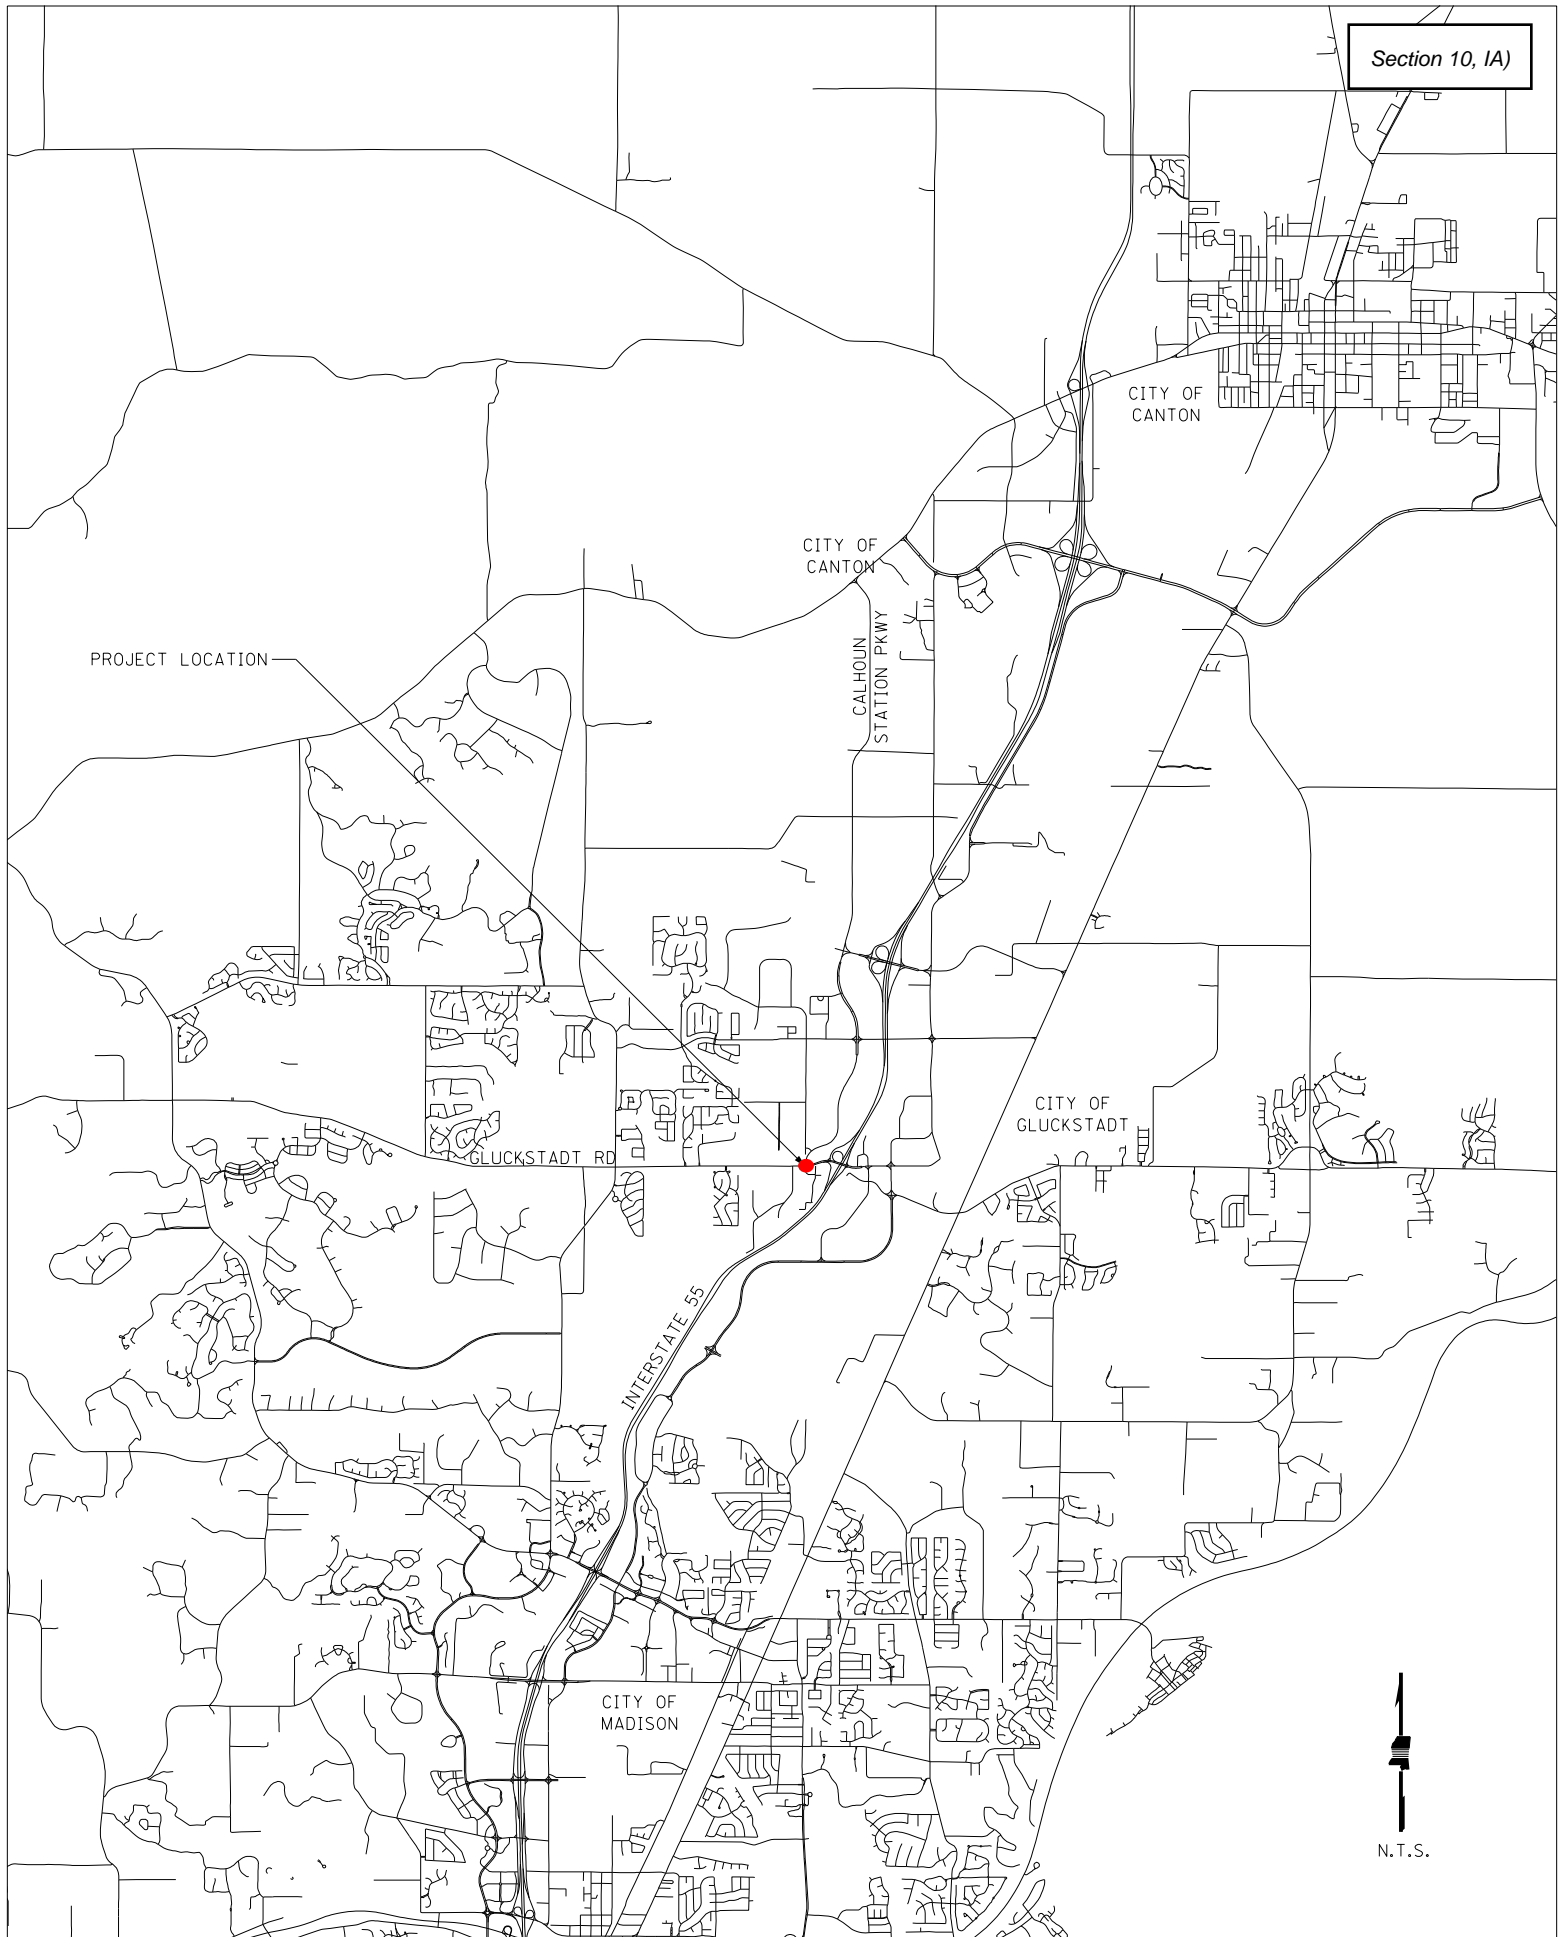 Section 10, IA)
CITY OF
CANTON
CITY OF
CANTON
CALHOUN
STATION PKWY
PROJECT LOCATION
CITY OF
GLUCKSTADT
GLUCKSTADT RD
INTERSTATE 55
CITY OF
MADISON
N.T.S.